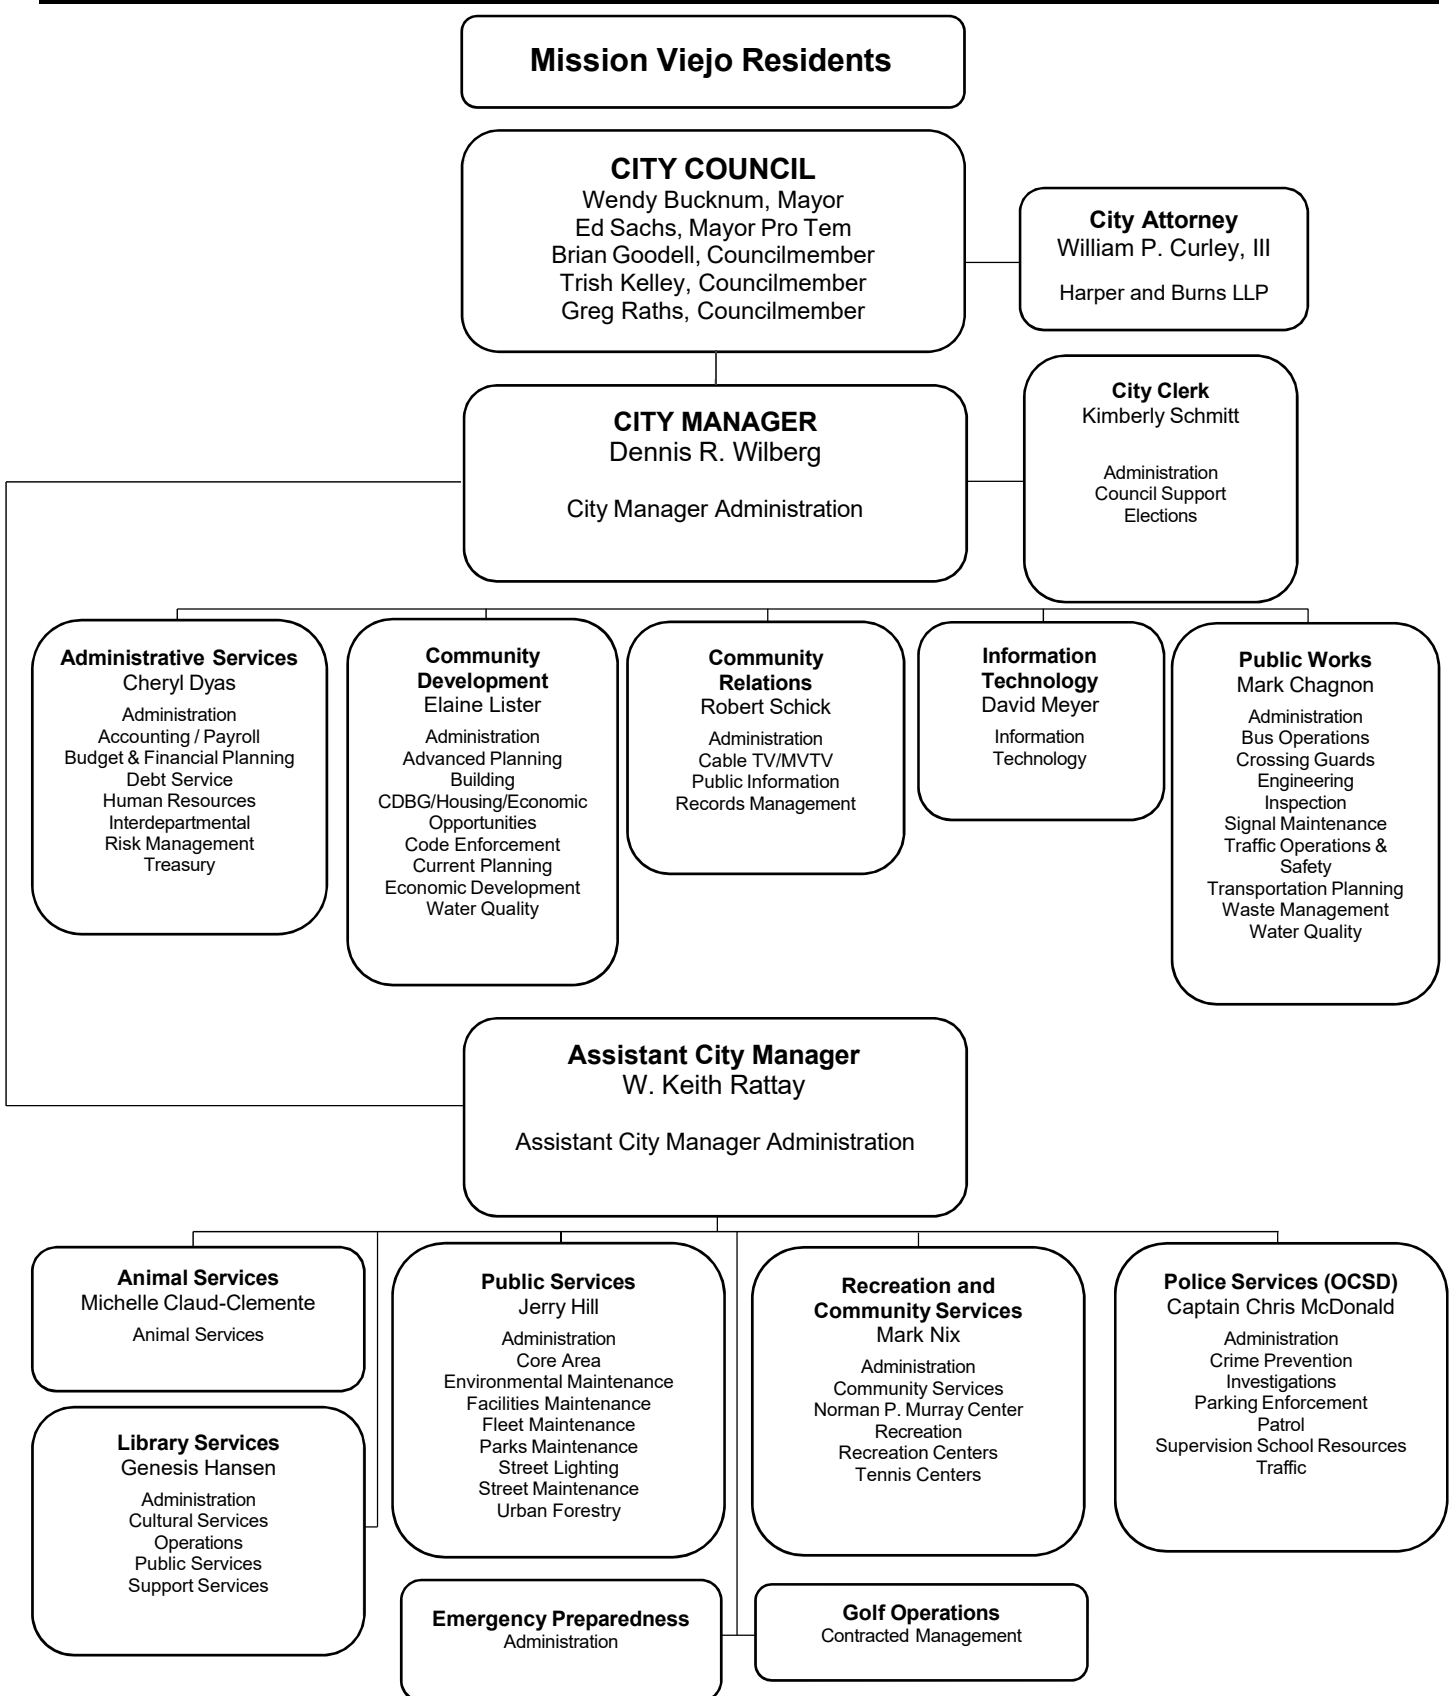 Mission Viejo Residents
CITY COUNCIL
Wendy Bucknum, Mayor
Ed Sachs, Mayor Pro Tem
Brian Goodell, Councilmember
Trish Kelley, Councilmember
Greg Raths, Councilmember
City Attorney
William P. Curley, III
Harper and Burns LLP
CITY MANAGER
Dennis R. Wilberg
City Manager Administration
City Clerk
Kimberly Schmitt
Administration
Council Support
Elections
Administrative Services
Cheryl Dyas
Administration
Accounting / Payroll
Budget & Financial Planning
Debt Service
Human Resources
Interdepartmental
Risk Management
Treasury
Community
Development
Elaine Lister
Administration
Advanced Planning
Building
CDBG/Housing/Economic
Opportunities
Code Enforcement
Current Planning
Economic Development
Water Quality
Community
Relations
Robert Schick
Administration
Cable TV/MVTV
Public Information
Records Management
Information
Technology
David Meyer
Information
Technology
Public Works
Mark Chagnon
Administration
Bus Operations
Crossing Guards
Engineering
Inspection
Signal Maintenance
Traffic Operations &
Safety
Transportation Planning
Waste Management
Water Quality
Assistant City Manager
W. Keith Rattay
Assistant City Manager Administration
Animal Services
Michelle Claud-Clemente
Animal Services
Library Services
Genesis Hansen
Administration
Cultural Services
Operations
Public Services
Support Services
Public Services
Jerry Hill
Administration
Core Area
Environmental Maintenance
Facilities Maintenance
Fleet Maintenance
Parks Maintenance
Street Lighting
Street Maintenance
Urban Forestry
Recreation and
Community Services
Mark Nix
Administration
Community Services
Norman P. Murray Center
Recreation
Recreation Centers
Tennis Centers
Police Services (OCSD)
Captain Chris McDonald
Administration
Crime Prevention
Investigations
Parking Enforcement
Patrol
Supervision School Resources
Traffic
Emergency Preparedness
Administration
Golf Operations
Contracted Management